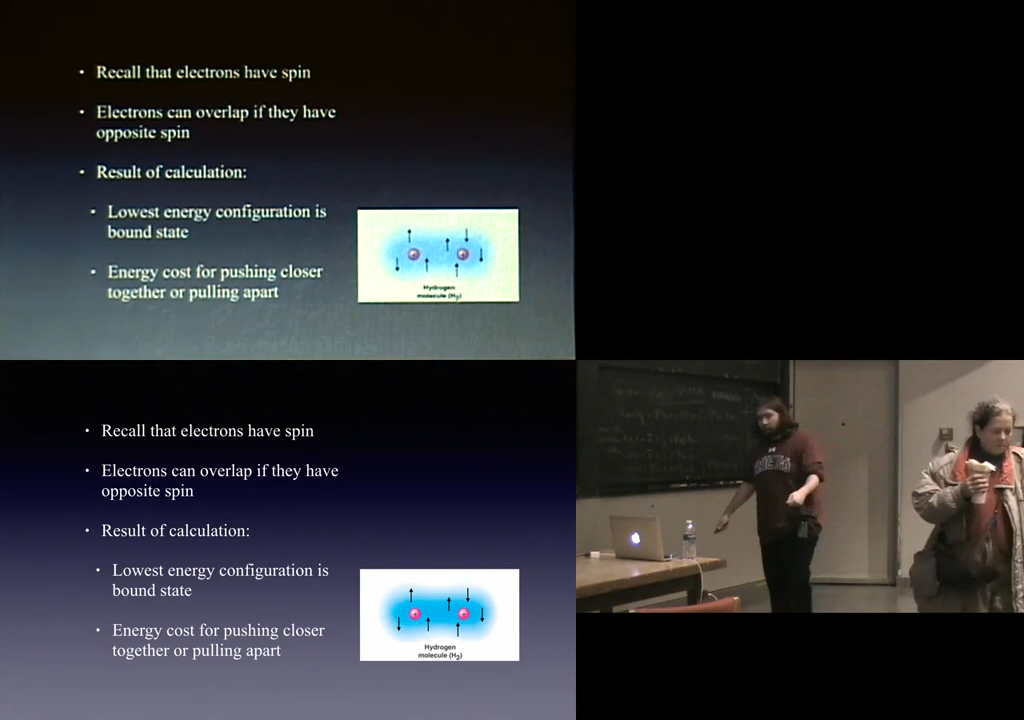 • Recall that electrons have spin
• Electrons can overlap if they have
opposite spin
• Result of calculation:
• Lowest energy configuration is
bound state
• Energy cost for pushing closer
together or pulling apart
Hydrogen
molecule (H₂)
• Recall that electrons have spin
• Electrons can overlap if they have
opposite spin
• Result of calculation:
• Lowest energy configuration is
bound state
• Energy cost for pushing closer
together or pulling apart
Hydrogen
molecule (H₂)